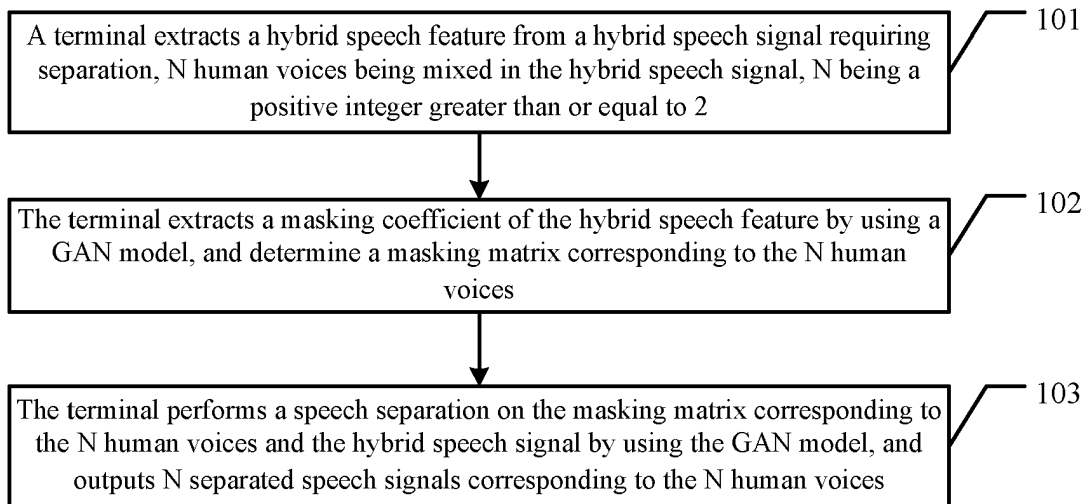 A terminal extracts a hybrid speech feature from a hybrid speech signal requiring
separation, N human voices being mixed in the hybrid speech signal, N being a
positive integer greater than or equal to 2
101
The terminal extracts a masking coefficient of the hybrid speech feature by using a
GAN model, and determine a masking matrix corresponding to the N human
voices
102
The terminal performs a speech separation on the masking matrix corresponding to
the N human voices and the hybrid speech signal by using the GAN model, and
outputs N separated speech signals corresponding to the N human voices
103